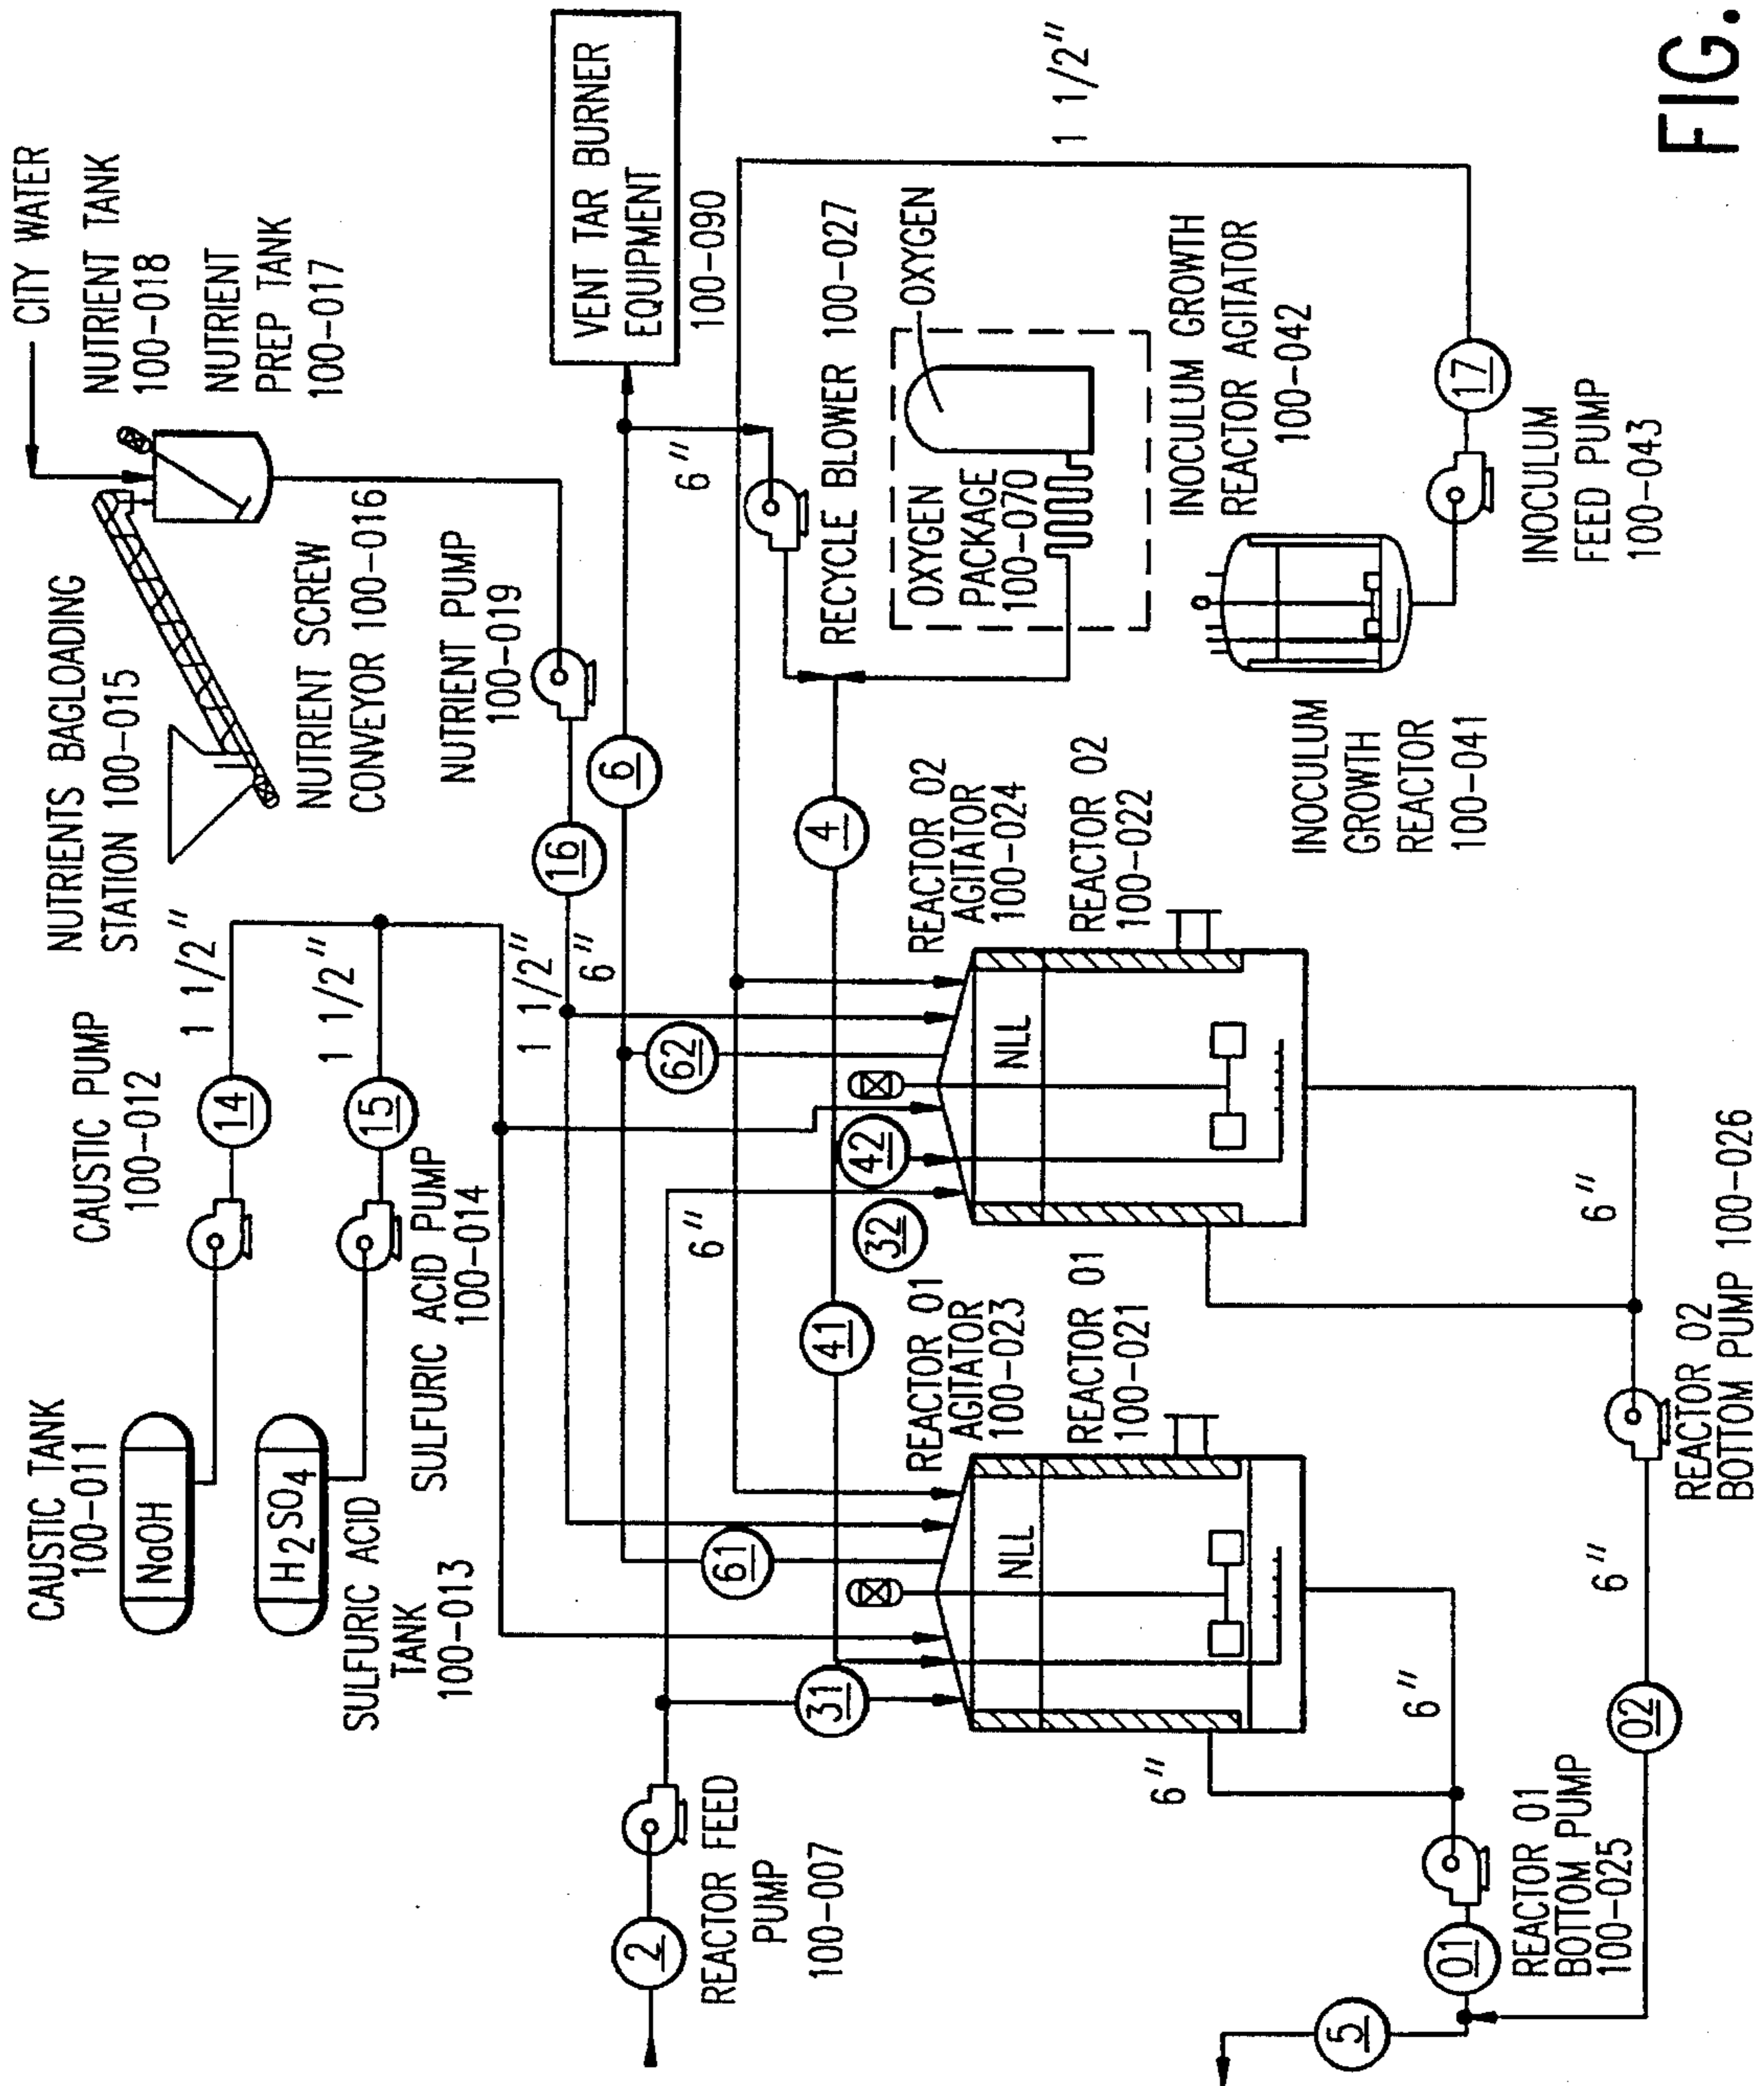 CITY WATER
NUTRIENT TANK
100-018
NUTRIENT
PREP TANK
100-017
NUTRIENTS BAGLOADING
STATION 100-015
NUTRIENT SCREW
CONVEYOR 100-016
NUTRIENT PUMP
100-019
VENT TAR BURNER
EQUIPMENT
100-090
CAUSTIC TANK
100-011
NaOH
CAUSTIC PUMP
100-012
14
1 1/2"
H2SO4
SULFURIC ACID
TANK
100-013
SULFURIC ACID PUMP
100-014
15
1 1/2"
1 1/2"
16
6"
6
6"
RECYCLE BLOWER 100-027
OXYGEN
OXYGEN
PACKAGE
100-070
1 1/2"
2
REACTOR FEED
PUMP
100-007
31
61
41
6"
32
42
62
4
REACTOR 01
AGITATOR
100-023
REACTOR 01
100-021
NLL
REACTOR 02
AGITATOR
100-024
REACTOR 02
100-022
NLL
INOCULUM GROWTH
REACTOR AGITATOR
100-042
INOCULUM
GROWTH
REACTOR
100-041
17
INOCULUM
FEED PUMP
100-043
6"
6"
6"
5
01
REACTOR 01
BOTTOM PUMP
100-025
02
6"
REACTOR 02
BOTTOM PUMP 100-026
FIG.